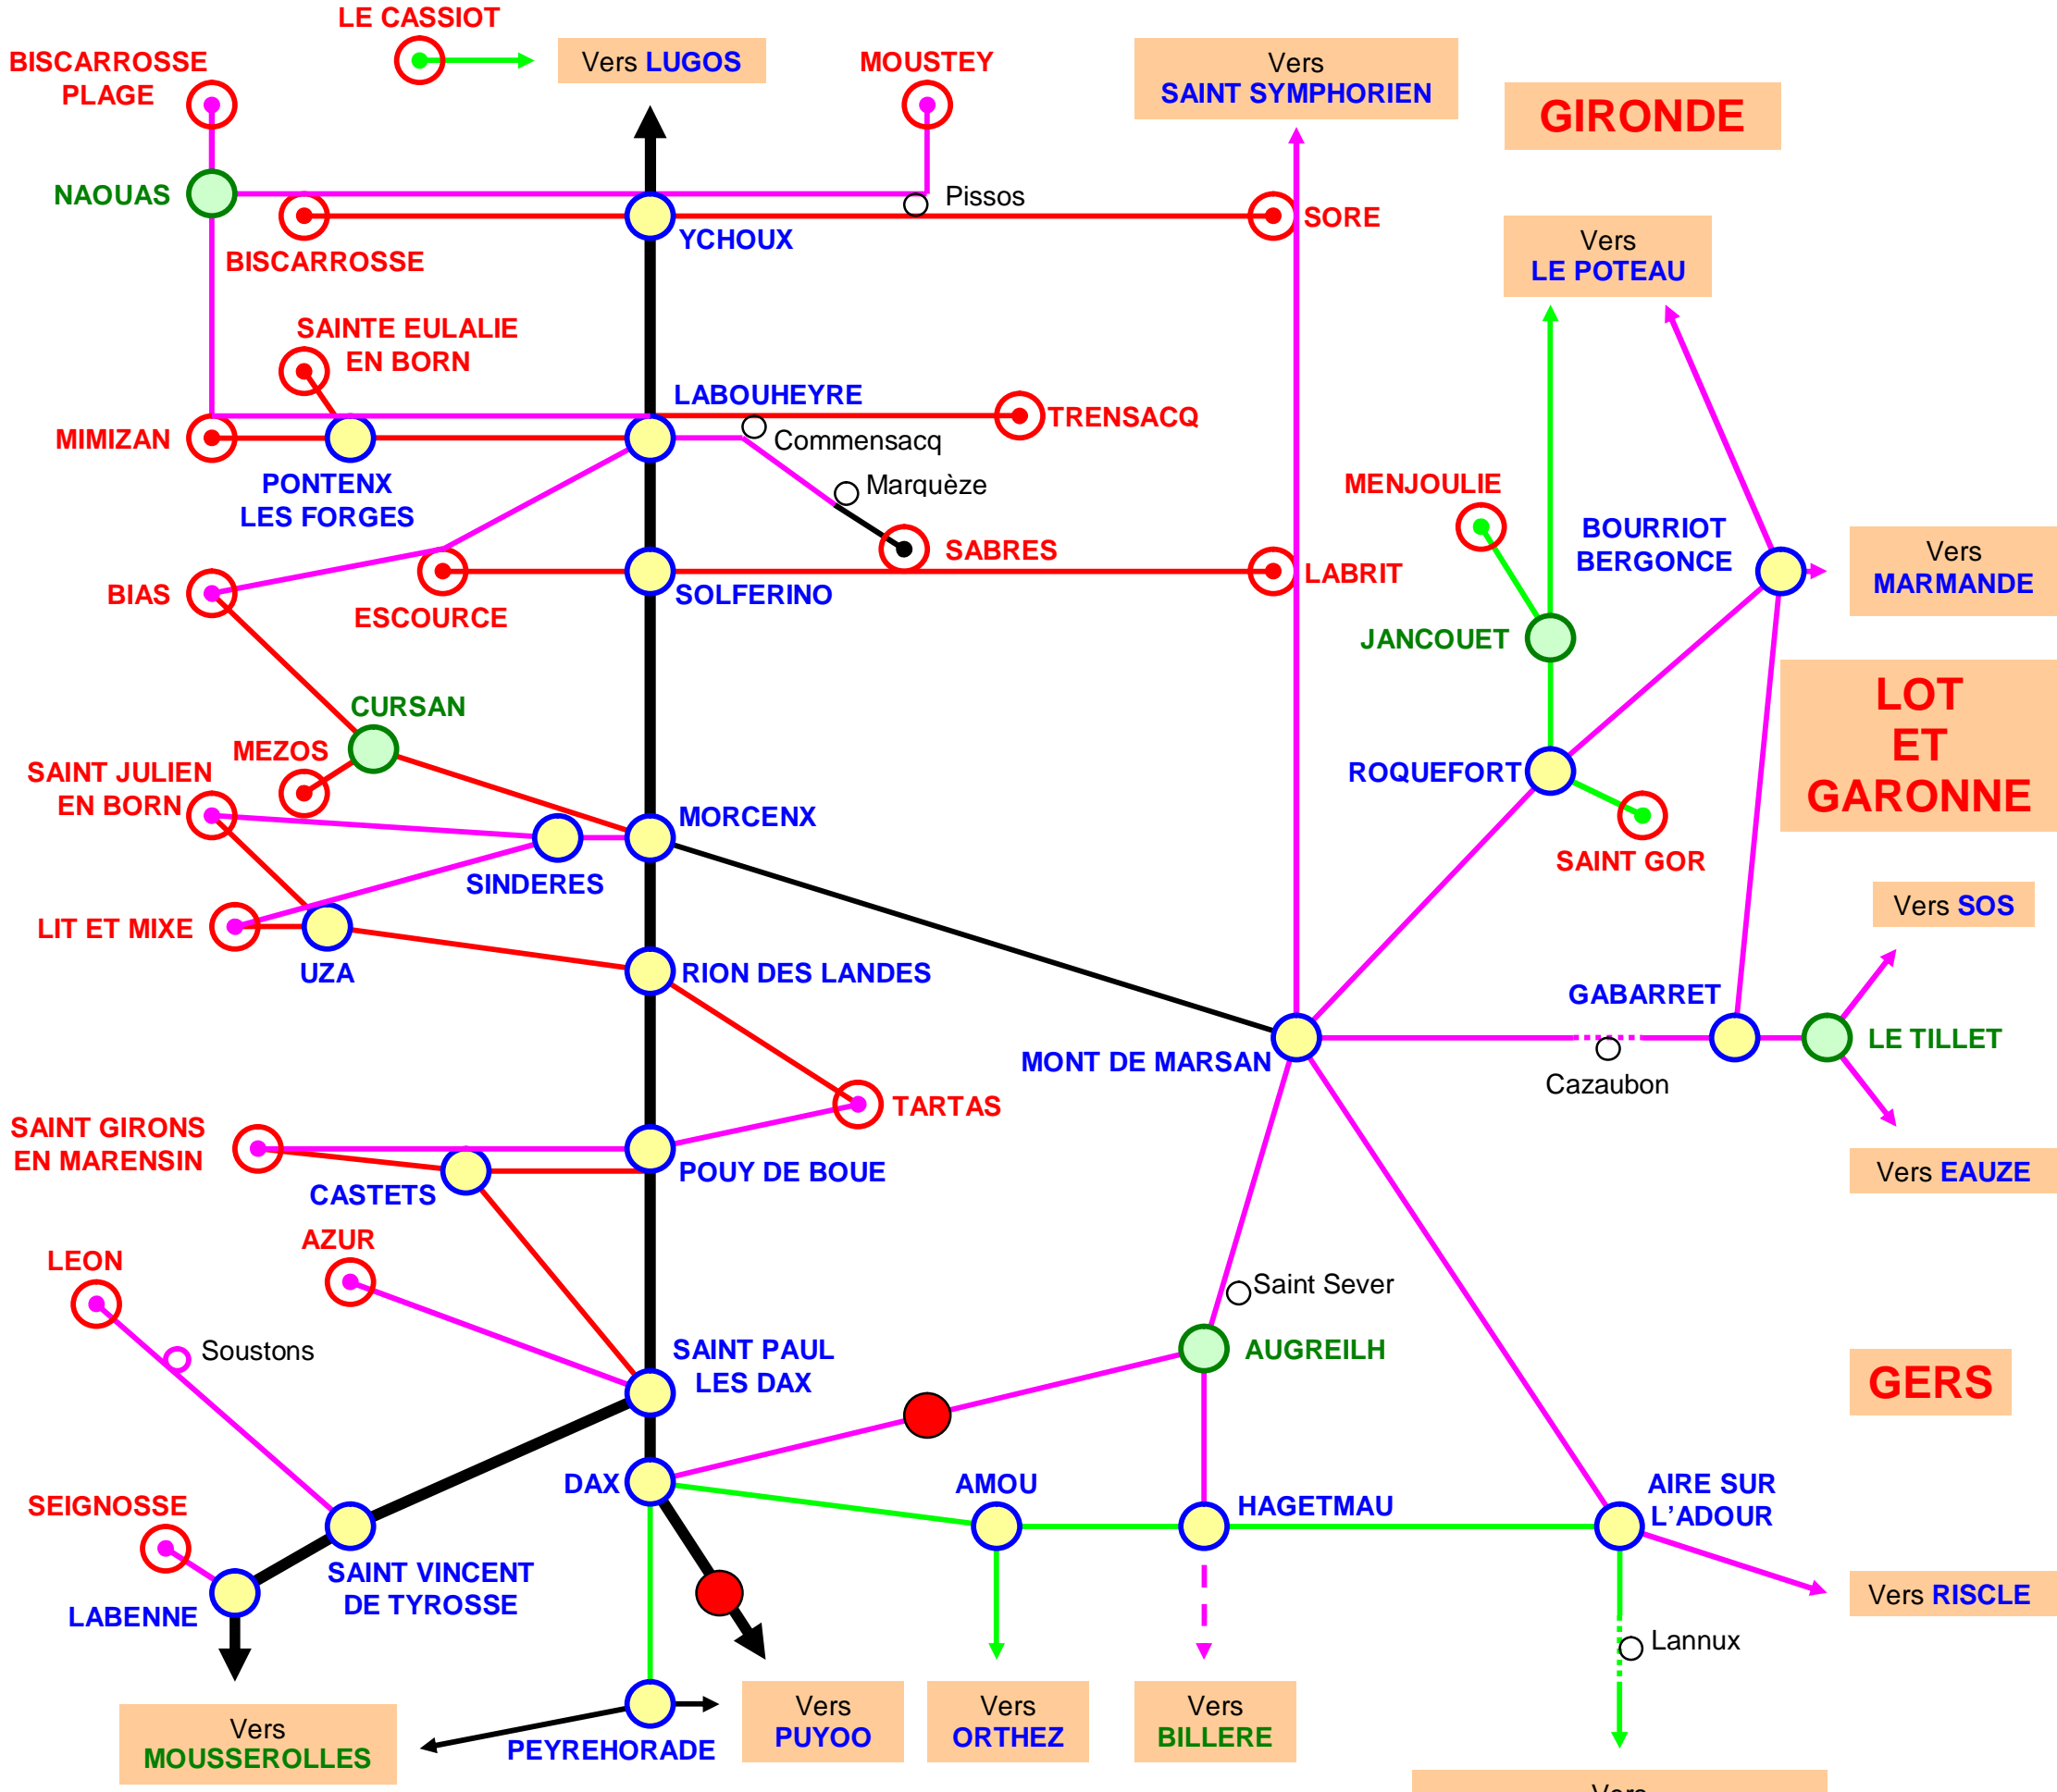 LE CASSIOT
BISCARROSSE
PLAGE
Vers LUGOS
MOUSTEY
Vers
SAINT SYMPHORIEN
GIRONDE
NAOUAS
Pissos
SORE
YCHOUX
BISCARROSSE
Vers
LE POTEAU
SAINTE EULALIE
EN BORN
LABOUHEYRE
TRENSACQ
MIMIZAN
Commensacq
PONTENX
LES FORGES
Marquèze
MENJOULIE
BOURRIOT
BERGONCE
SABRES
Vers
MARMANDE
BIAS
ESCOURCE
SOLFERINO
LABRIT
JANCOUET
LOT
ET
GARONNE
CURSAN
MEZOS
SAINT JULIEN
EN BORN
ROQUEFORT
MORCENX
SAINT GOR
SINDERES
Vers SOS
LIT ET MIXE
UZA
RION DES LANDES
GABARRET
LE TILLET
MONT DE MARSAN
Cazaubon
TARTAS
SAINT GIRONS
EN MARENSIN
POUY DE BOUE
Vers EAUZE
CASTETS
AZUR
LEON
Saint Sever
Soustons
SAINT PAUL
LES DAX
AUGREILH
GERS
DAX
AMOU
HAGETMAU
AIRE SUR
L'ADOUR
SEIGNOSSE
SAINT VINCENT
DE TYROSSE
LABENNE
Vers RISCLE
Lannux
Vers
MOUSSEROLLES
PEYREHORADE
Vers
PUYOO
Vers
ORTHEZ
Vers
BILLERE
Vers